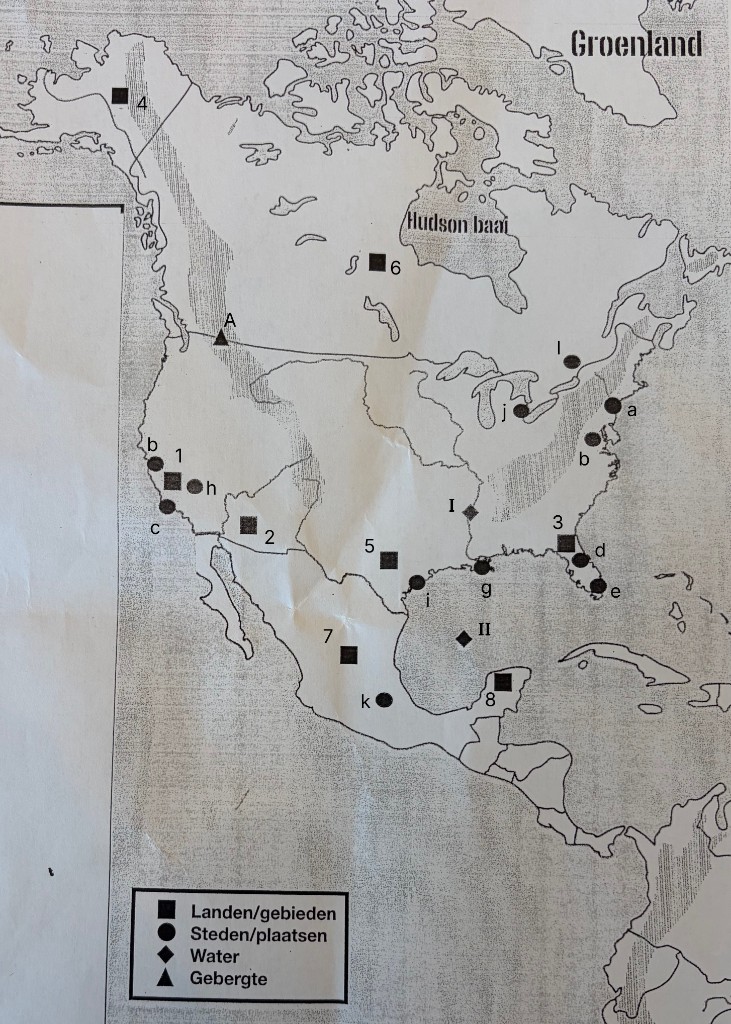 Groenland
4
Hudson baai
6
A
l
j
a
b
b
1
h
I
c
2
3
5
d
i
g
e
II
7
8
k
Landen/gebieden
Steden/plaatsen
Water
Gebergte